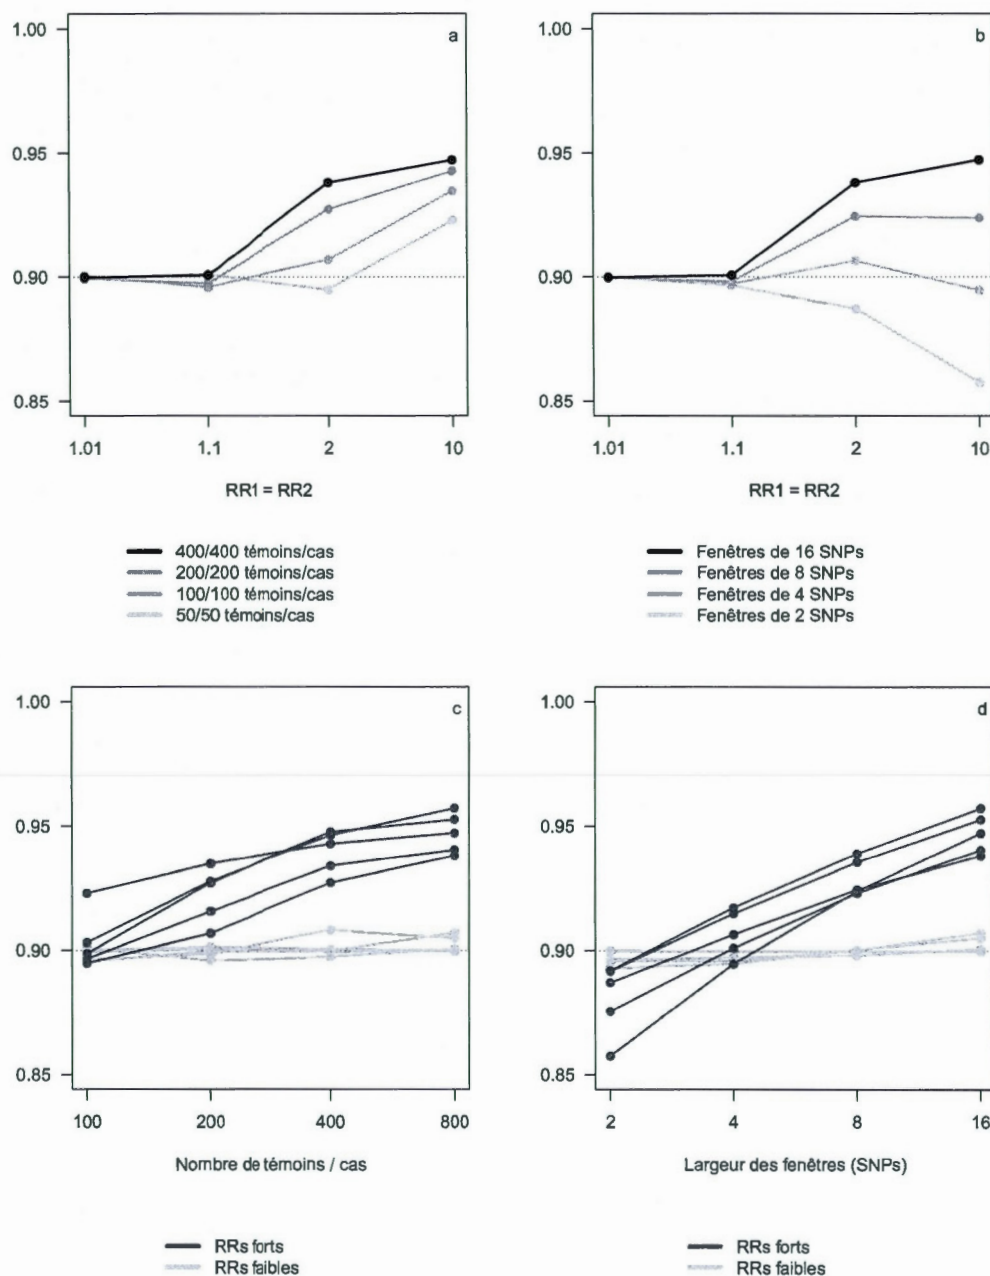 a
1.00
0.95
0.90
0.85
1.01 1.1 2 10
RR1 = RR2
400/400 témoins/cas
200/200 témoins/cas
100/100 témoins/cas
50/50 témoins/cas
b
1.00
0.95
0.90
0.85
1.01 1.1 2 10
RR1 = RR2
Fenêtres de 16 SNPs
Fenêtres de 8 SNPs
Fenêtres de 4 SNPs
Fenêtres de 2 SNPs
c
1.00
0.95
0.90
0.85
100 200 400 800
Nombre de témoins / cas
RRs forts
RRs faibles
d
1.00
0.95
0.90
0.85
2 4 8 16
Largeur des fenêtres (SNPs)
RRs forts
RRs faibles